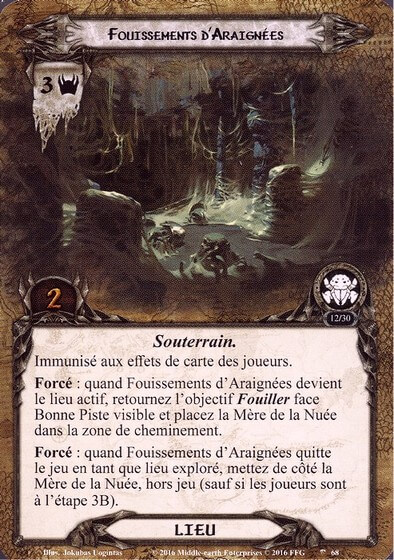 Fouissements d'Araignées
3
2
12/30
Souterrain.
Immunisé aux effets de carte des joueurs.
Forcé : quand Fouissements d'Araignées devient
le lieu actif, retournez l'objectif Fouiller face
Bonne Piste visible et placez la Mère de la Nuée
dans la zone de cheminement.
Forcé : quand Fouissements d'Araignées quitte
le jeu en tant que lieu exploré, mettez de côté la
Mère de la Nuée, hors jeu (sauf si les joueurs sont
à l'étape 3B).
Lieu
Illus. Jokubas Uogintas © 2016 Middle-earth Enterprises © 2016 FFG 68